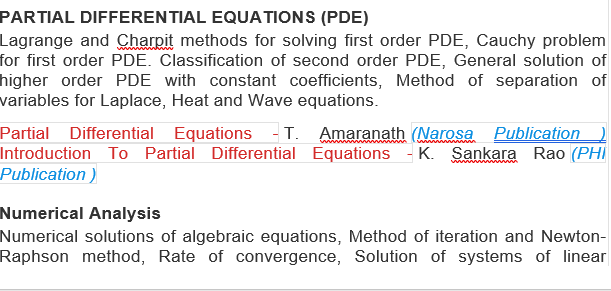 PARTIAL DIFFERENTIAL EQUATIONS (PDE)
Lagrange and Charpit methods for solving first order PDE, Cauchy problem
for first order PDE. Classification of second order PDE, General solution of
higher order PDE with constant coefficients, Method of separation of
variables for Laplace, Heat and Wave equations.
Partial Differential Equations - T. Amaranath (Narosa Publication )
Introduction To Partial Differential Equations - K. Sankara Rao (PHI
Publication )
Numerical Analysis
Numerical solutions of algebraic equations, Method of iteration and Newton-
Raphson method, Rate of convergence, Solution of systems of linear